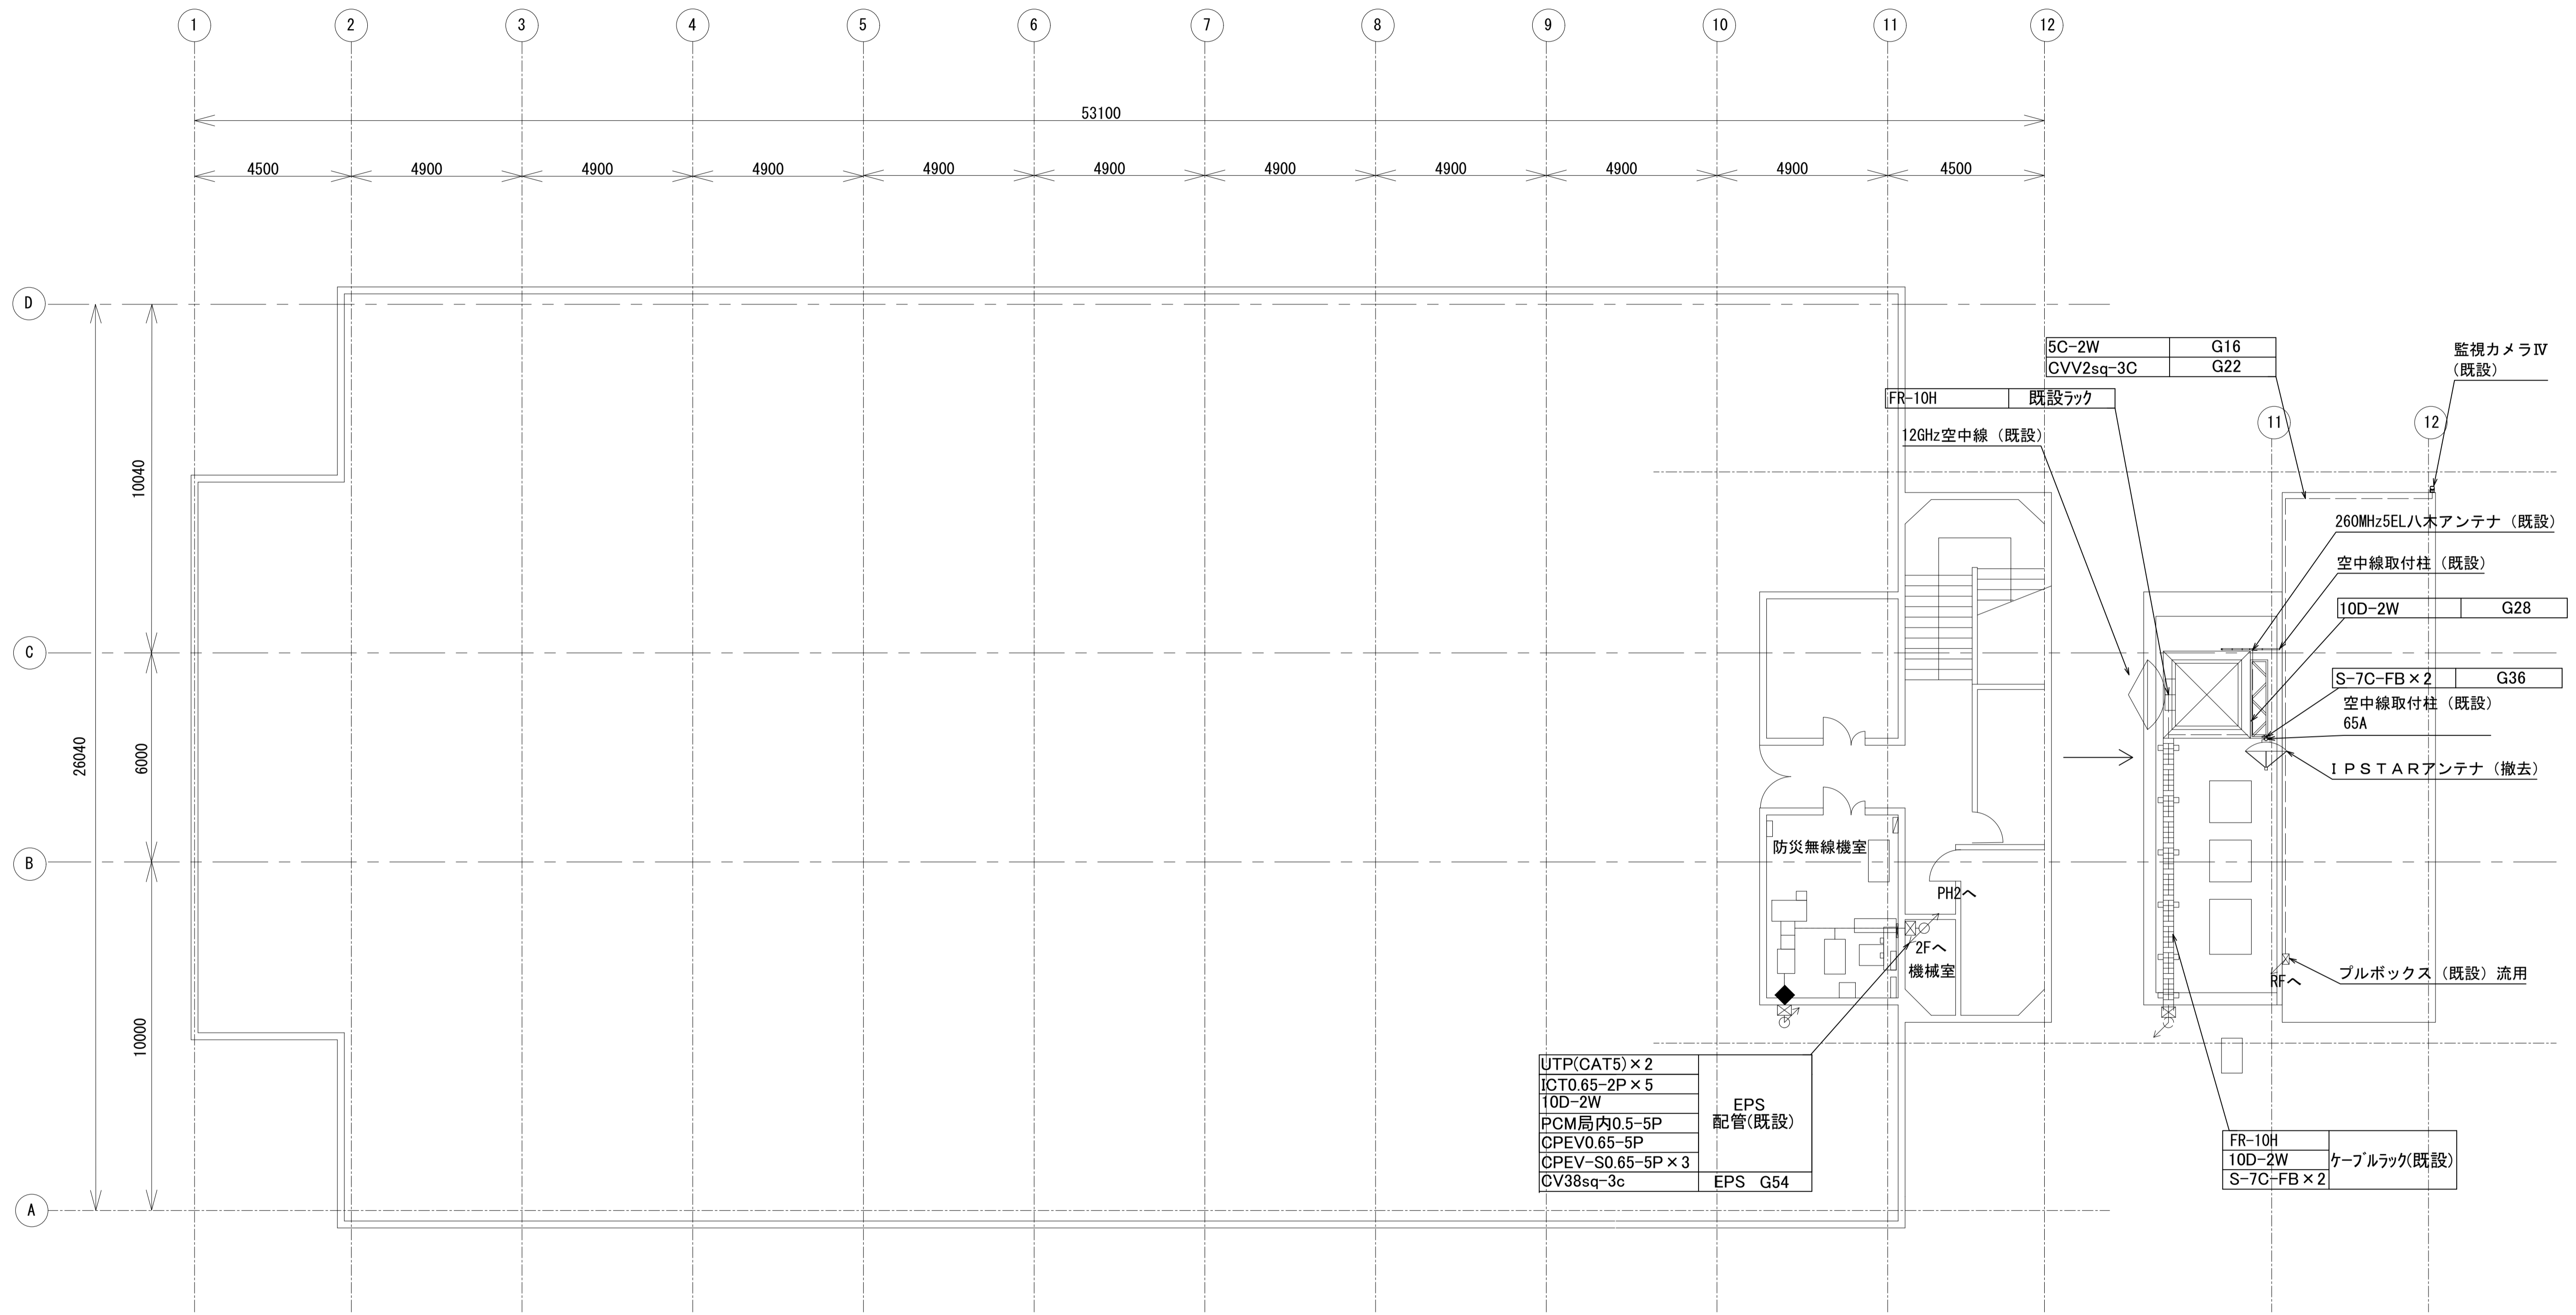 1 2 3 4 5 6 7 8 9 10 11 12
53100
4500 4900 4900 4900 4900 4900 4900 4900 4900 4900 4500
D
C
B
A
26040
10040
6000
10000
5C-2W G16
CVV2sq-3C G22
監視カメラⅣ
(既設)
FR-10H 既設ラック
11 12
12GHz空中線（既設）
260MHz5EL八木アンテナ（既設）
空中線取付柱（既設）
10D-2W G28
S-7C-FB×2 G36
空中線取付柱（既設）
65A
ＩＰＳＴＡＲアンテナ（撤去）
防災無線機室
PH2へ
2Fへ
機械室
プルボックス（既設）流用
RFへ
UTP(CAT5)×2
ICT0.65-2P×5
10D-2W
PCM局内0.5-5P
CPEV0.65-5P
CPEV-S0.65-5P×3
EPS
配管(既設)
CV38sq-3c EPS G54
FR-10H
10D-2W
S-7C-FB×2
ケーブルラック(既設)